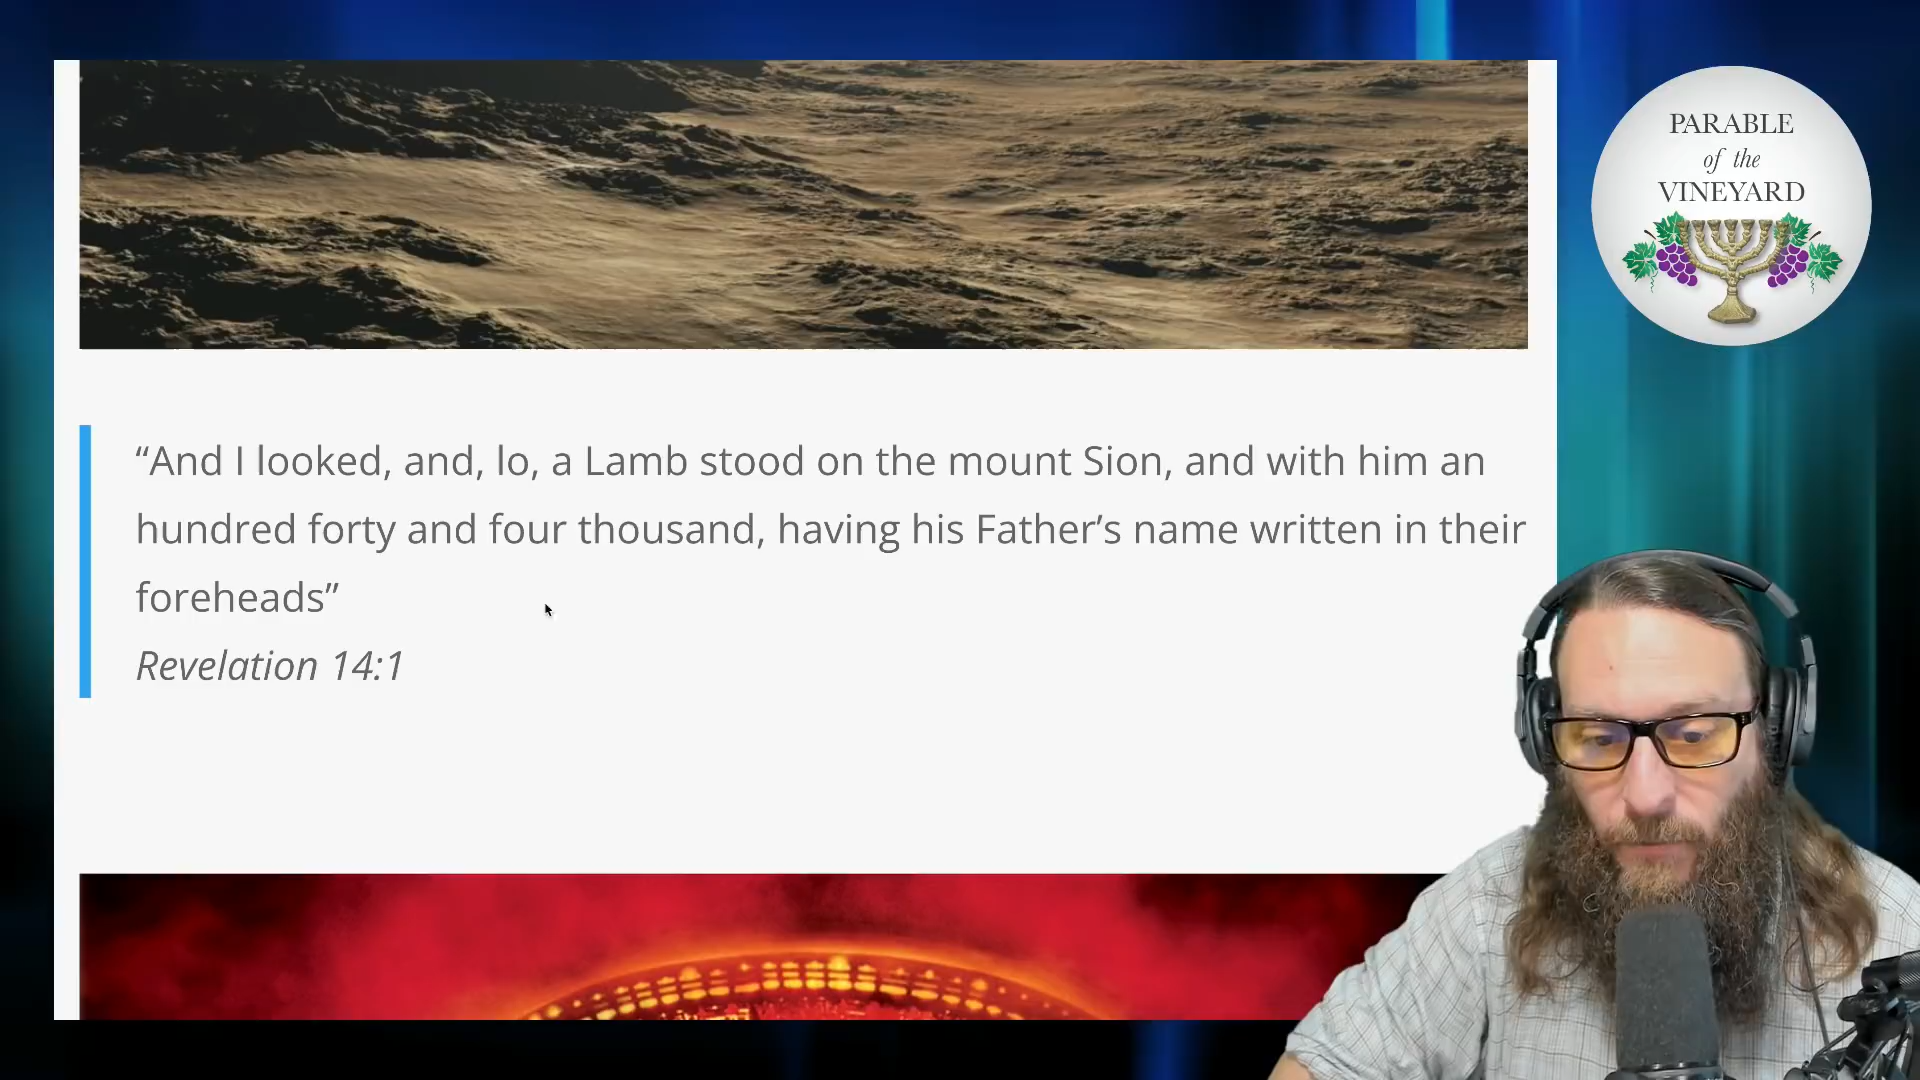 PARABLE
of the
VINEYARD
“And I looked, and, lo, a Lamb stood on the mount Sion, and with him an
hundred forty and four thousand, having his Father’s name written in their
foreheads”
Revelation 14:1